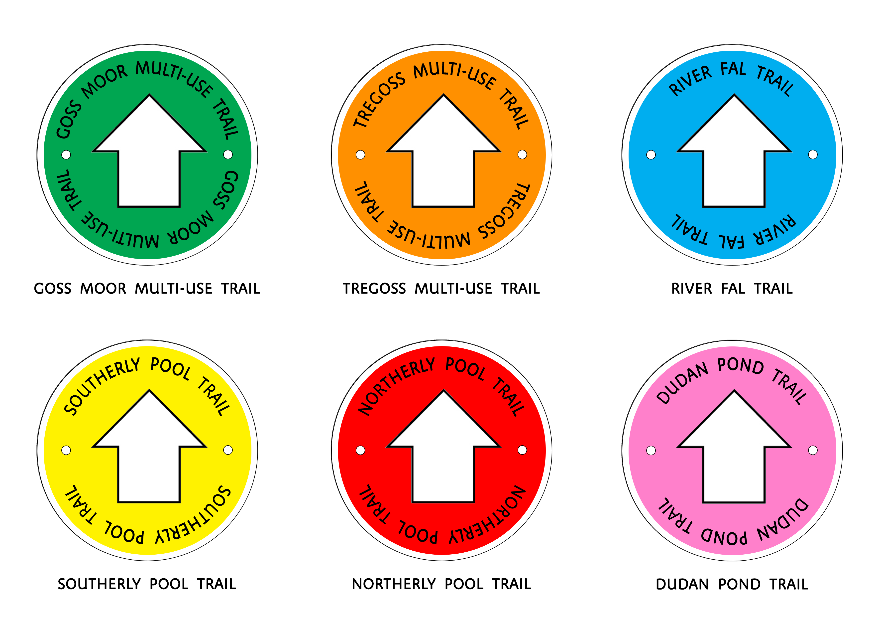 GOSS MOOR MULTI-USE TRAIL
GOSS MOOR MULTI-USE TRAIL
GOSS MOOR MULTI-USE TRAIL
TREGOSS MULTI-USE TRAIL
TREGOSS MULTI-USE TRAIL
TREGOSS MULTI-USE TRAIL
RIVER FAL TRAIL
RIVER FAL TRAIL
RIVER FAL TRAIL
SOUTHERLY POOL TRAIL
SOUTHERLY POOL TRAIL
SOUTHERLY POOL TRAIL
NORTHERLY POOL TRAIL
NORTHERLY POOL TRAIL
NORTHERLY POOL TRAIL
DUDAN POND TRAIL
DUDAN POND TRAIL
DUDAN POND TRAIL